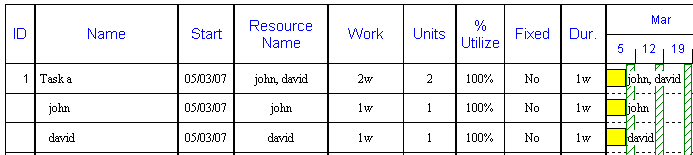 ID Name Start Resource Name Work Units % Utilize Fixed Dur. Mar
5 12 19
1 Task a 05/03/07 john, david 2w 2 100% No 1w john, david
john 05/03/07 john 1w 1 100% No 1w john
david 05/03/07 david 1w 1 100% No 1w david